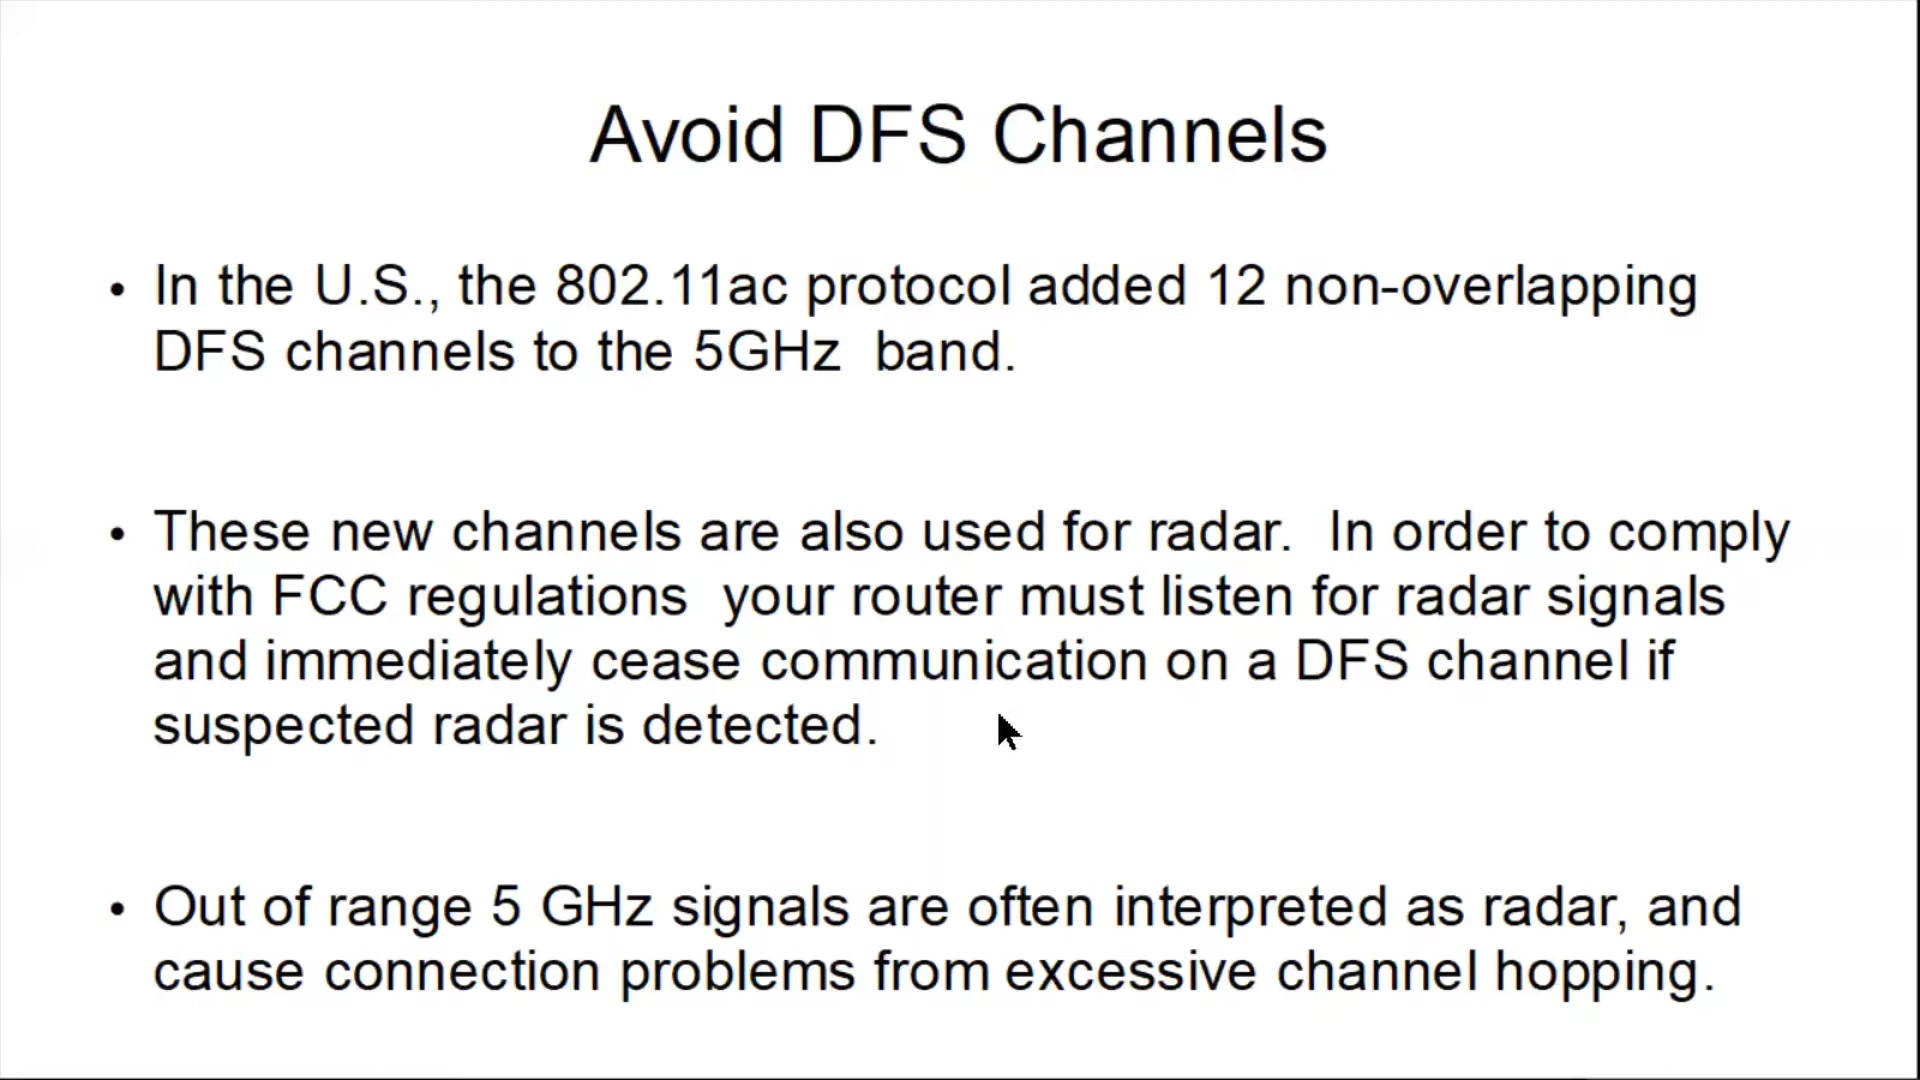 Avoid DFS Channels
• In the U.S., the 802.11ac protocol added 12 non-overlapping
DFS channels to the 5GHz  band.
• These new channels are also used for radar.  In order to comply
with FCC regulations  your router must listen for radar signals
and immediately cease communication on a DFS channel if
suspected radar is detected.
• Out of range 5 GHz signals are often interpreted as radar, and
cause connection problems from excessive channel hopping.